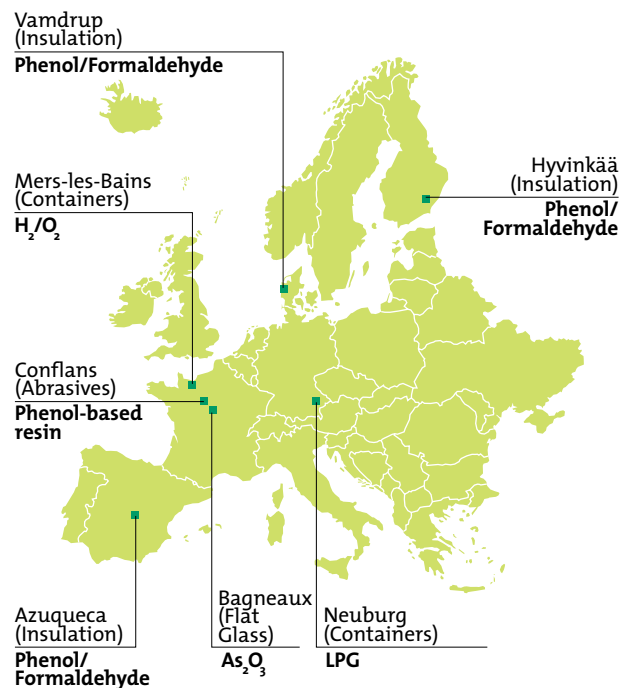 Vamdrup
(Insulation)
Phenol/Formaldehyde
Hyvinkää
(Insulation)
Phenol/
Formaldehyde
Mers-les-Bains
(Containers)
H₂/O₂
Conflans
(Abrasives)
Phenol-based
resin
Azuqueca
(Insulation)
Phenol/
Formaldehyde
Bagneaux
(Flat
Glass)
As₂O₃
Neuburg
(Containers)
LPG